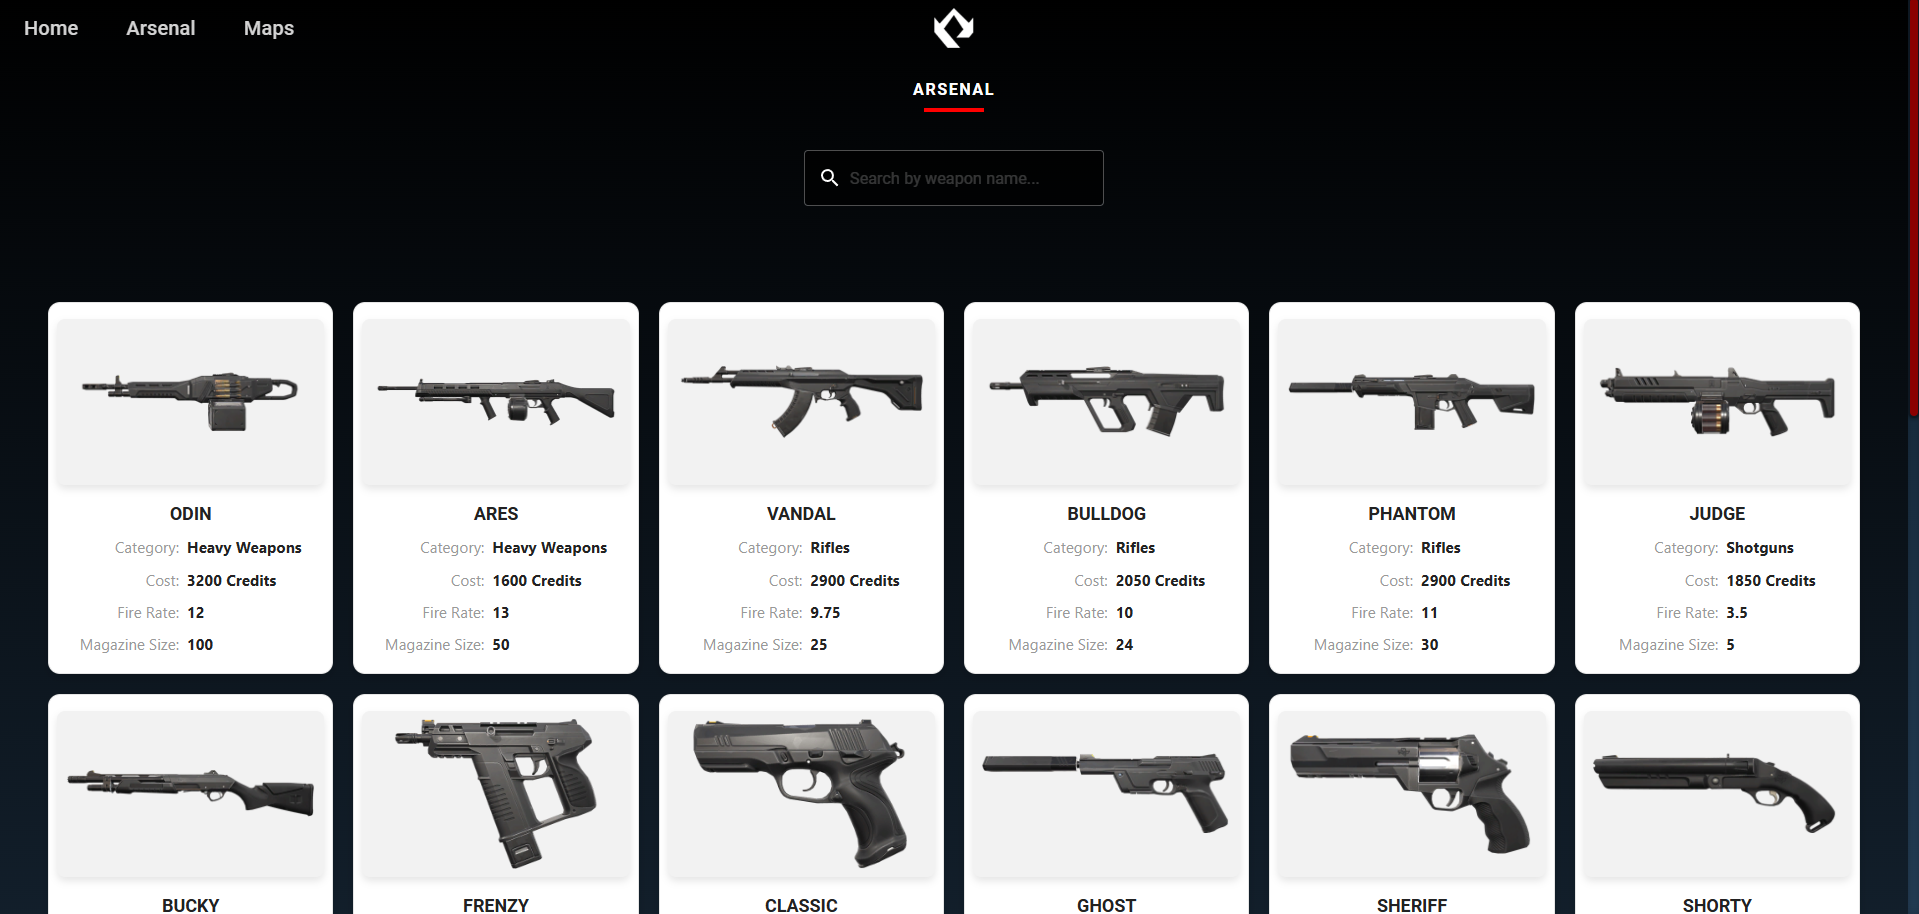 Home Arsenal Maps
ARSENAL
Search by weapon name...
ODIN
Category: Heavy Weapons
Cost: 3200 Credits
Fire Rate: 12
Magazine Size: 100
ARES
Category: Heavy Weapons
Cost: 1600 Credits
Fire Rate: 13
Magazine Size: 50
VANDAL
Category: Rifles
Cost: 2900 Credits
Fire Rate: 9.75
Magazine Size: 25
BULLDOG
Category: Rifles
Cost: 2050 Credits
Fire Rate: 10
Magazine Size: 24
PHANTOM
Category: Rifles
Cost: 2900 Credits
Fire Rate: 11
Magazine Size: 30
JUDGE
Category: Shotguns
Cost: 1850 Credits
Fire Rate: 3.5
Magazine Size: 5
BUCKY
FRENZY
CLASSIC
GHOST
SHERIFF
SHORTY